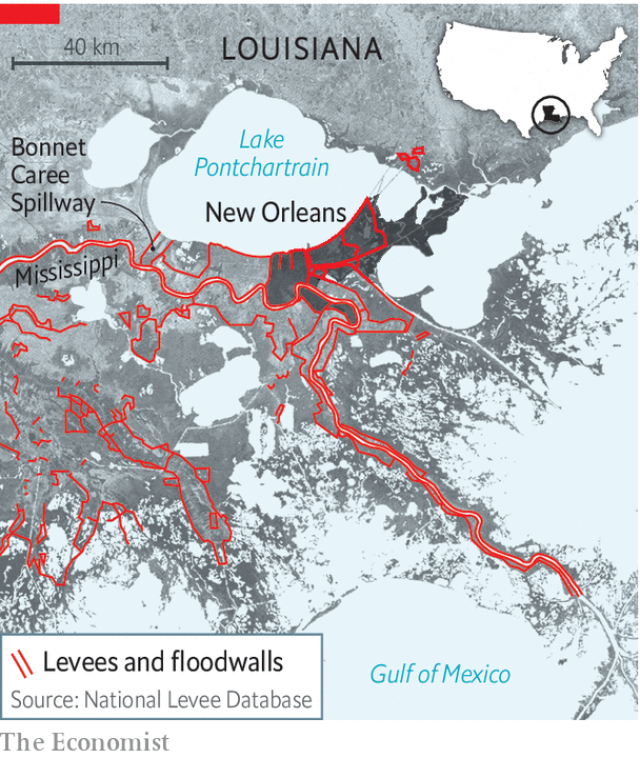 40 km
LOUISIANA
Bonnet
Caree
Spillway
Lake
Pontchartrain
New Orleans
Mississippi
Levees and floodwalls
Source: National Levee Database
Gulf of Mexico
The Economist